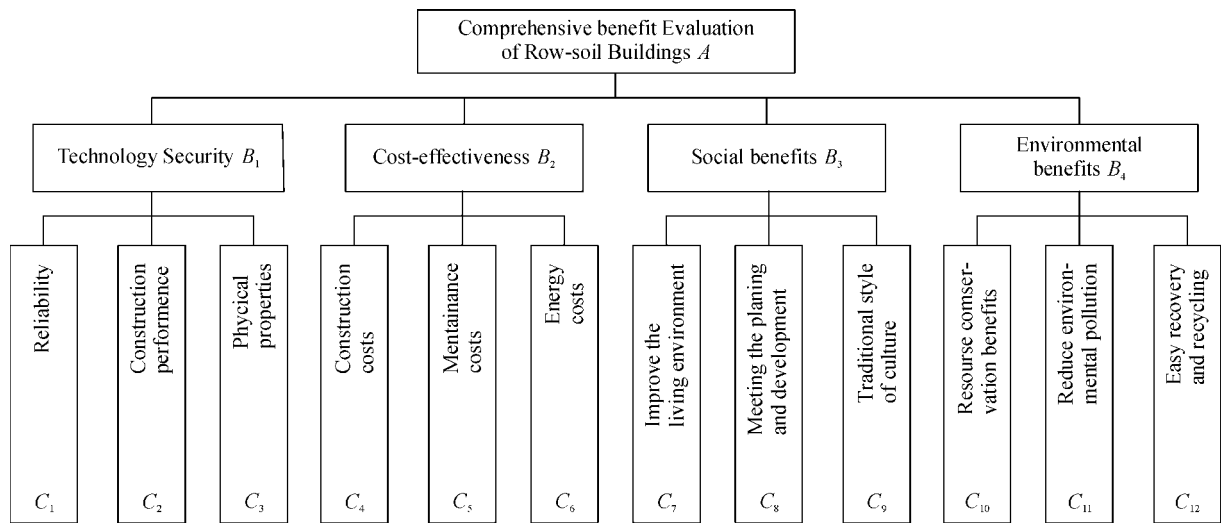 Comprehensive benefit Evaluation
of Row-soil Buildings A
Technology Security B₁
Cost-effectiveness B₂
Social benefits B₃
Environmental
benefits B₄
Reliability
C₁
Construction
performence
C₂
Phycical
properties
C₃
Construction
costs
C₄
Mentainance
costs
C₅
Energy
costs
C₆
Improve the
living environment
C₇
Meeting the planing
and development
C₈
Traditional style
of culture
C₉
Resourse comser-
vation benefits
C₁₀
Reduce environ-
mental pollution
C₁₁
Easy recovery
and recycling
C₁₂